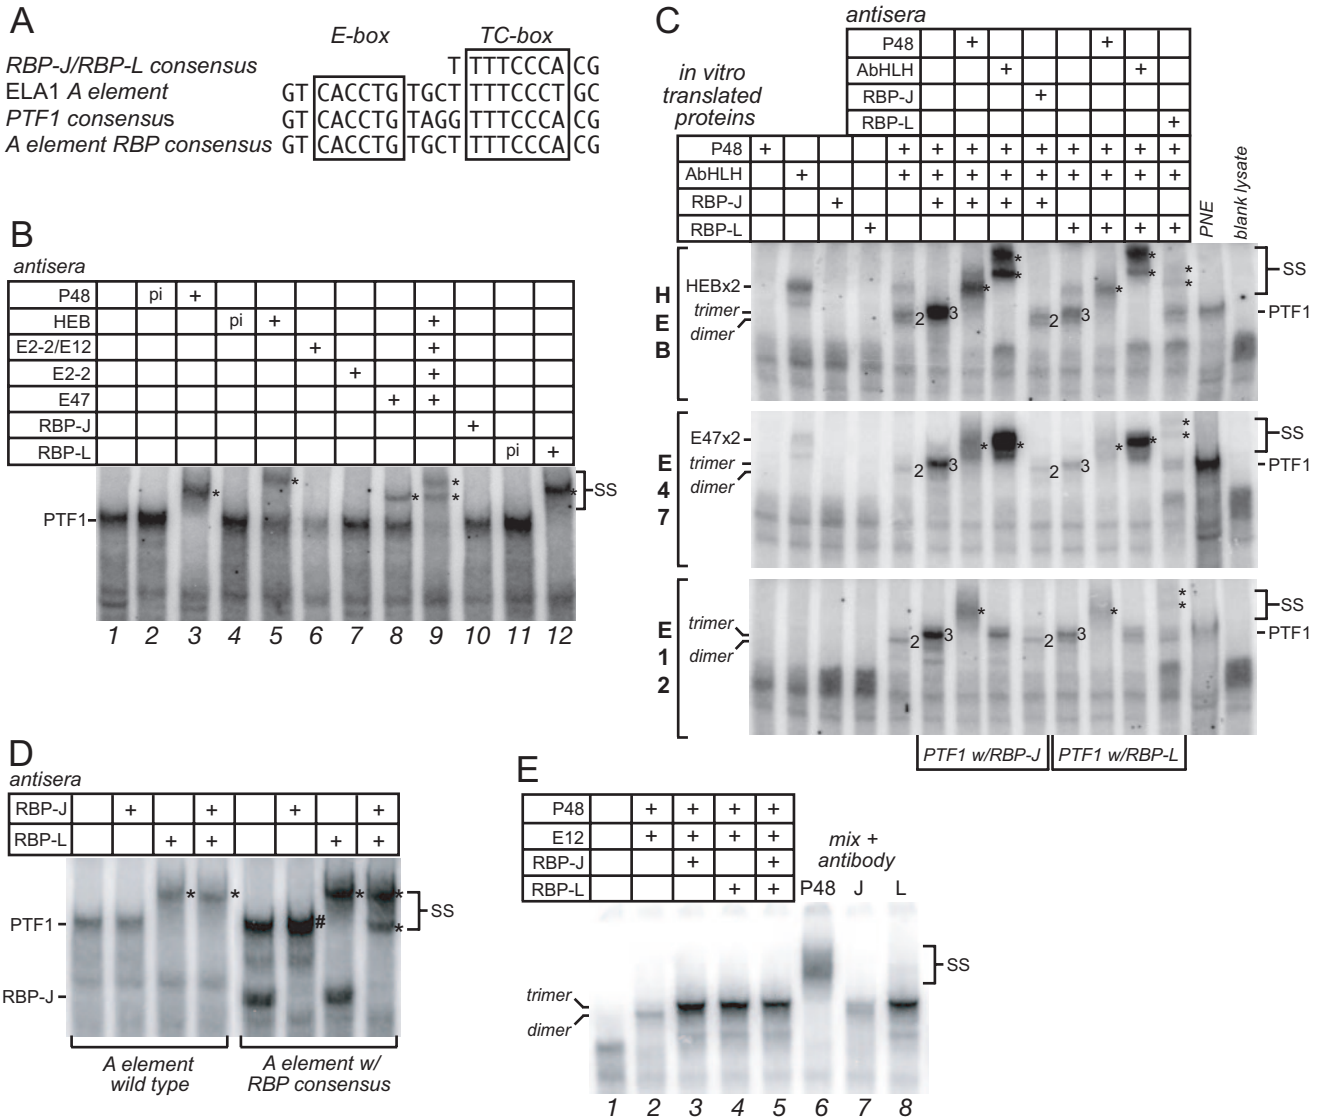 A
E-box TC-box
RBP-J/RBP-L consensus T TTTCCCA CG
ELA1 A element GT CACCTG TGCT TTTCCCT GC
PTF1 consensus GT CACCTG TAGG TTTCCCA CG
A element RBP consensus GT CACCTG TGCT TTTCCCA CG
B
antisera
P48 pi +
HEB pi + +
E2-2/E12 + +
E2-2 + +
E47 + +
RBP-J +
RBP-L pi +
* * * * * *
SS
PTF1
1 2 3 4 5 6 7 8 9 10 11 12
C
antisera
P48 + +
AbHLH + +
RBP-J +
RBP-L +
in vitro
translated
proteins
P48 + + + + + + + + + +
AbHLH + + + + + + + + + +
RBP-J + + + + +
RBP-L + + + + +
PNE
blank lysate
HEB
HEBx2
trimer
dimer
2 3 * * * 2 3 * * * * *
SS
PTF1
E47
E47x2
trimer
dimer
2 3 * * 2 3 * * * *
SS
PTF1
E12
trimer
dimer
2 3 * 2 3 * * *
SS
PTF1
PTF1 w/RBP-J PTF1 w/RBP-L
D
antisera
RBP-J + + + +
RBP-L + + + +
* * # * * *
SS
PTF1
RBP-J
A element
wild type
A element w/
RBP consensus
E
P48 + + + +
E12 + + + +
RBP-J + +
RBP-L + +
mix +
antibody
P48 J L
SS
trimer
dimer
1 2 3 4 5 6 7 8